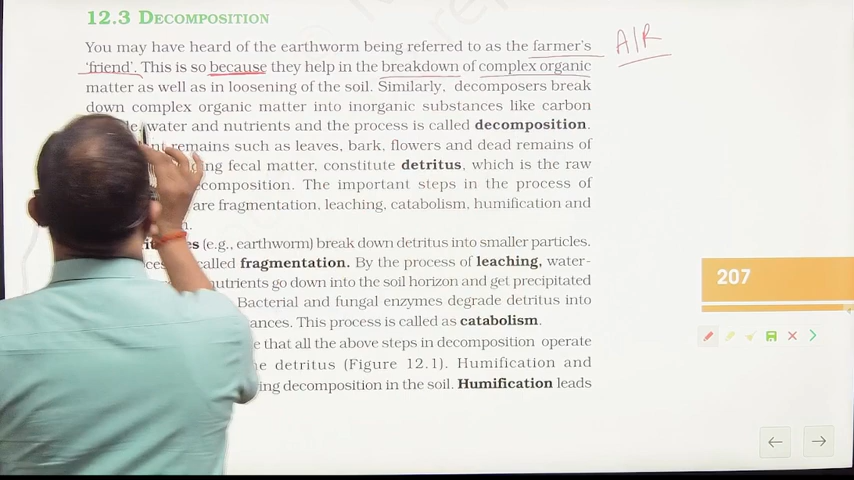 12.3 DECOMPOSITION
You may have heard of the earthworm being referred to as the farmer's
'friend'. This is so because they help in the breakdown of complex organic
matter as well as in loosening of the soil. Similarly, decomposers break
down complex organic matter into inorganic substances like carbon
water and nutrients and the process is called decomposition.
remains such as leaves, bark, flowers and dead remains of
fecal matter, constitute detritus, which is the raw
The important steps in the process of
are fragmentation, leaching, catabolism, humification and
(e.g., earthworm) break down detritus into smaller particles.
called fragmentation. By the process of leaching, water-
nutrients go down into the soil horizon and get precipitated
Bacterial and fungal enzymes degrade detritus into
This process is called as catabolism.
that all the above steps in decomposition operate
detritus (Figure 12.1). Humification and
decomposition in the soil. Humification leads
AIR
207